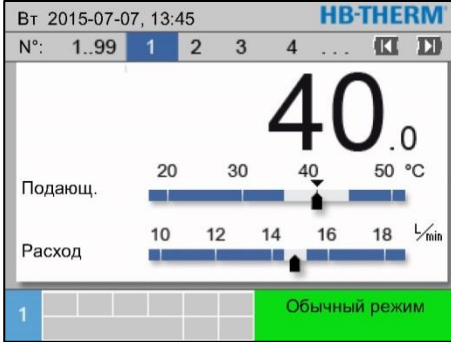 Вт 2015-07-07, 13:45 HB-THERM
N°: 1..99 1 2 3 4 ...
40.0
20 30 40 50 °C
Подающ.
10 12 14 16 18 L/min
Расход
1 Обычный режим